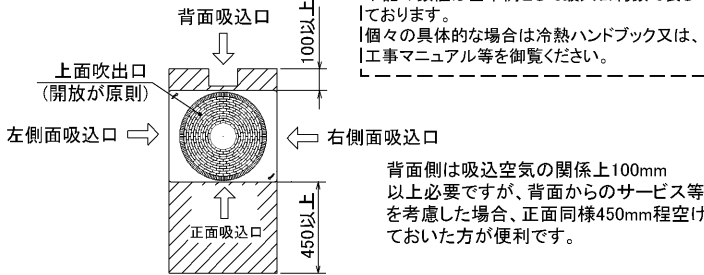 ております。
個々の具体的な場合は冷熱ハンドブック又は、
工事マニュアル等を御覧ください。
背面吸込口
100以上
上面吹出口
(開放が原則)
左側面吸込口
右側面吸込口
正面吸込口
450以上
背面側は吸込空気の関係上100mm
以上必要ですが、背面からのサービス等
を考慮した場合、正面同様450mm程空け
ておいた方が便利です。